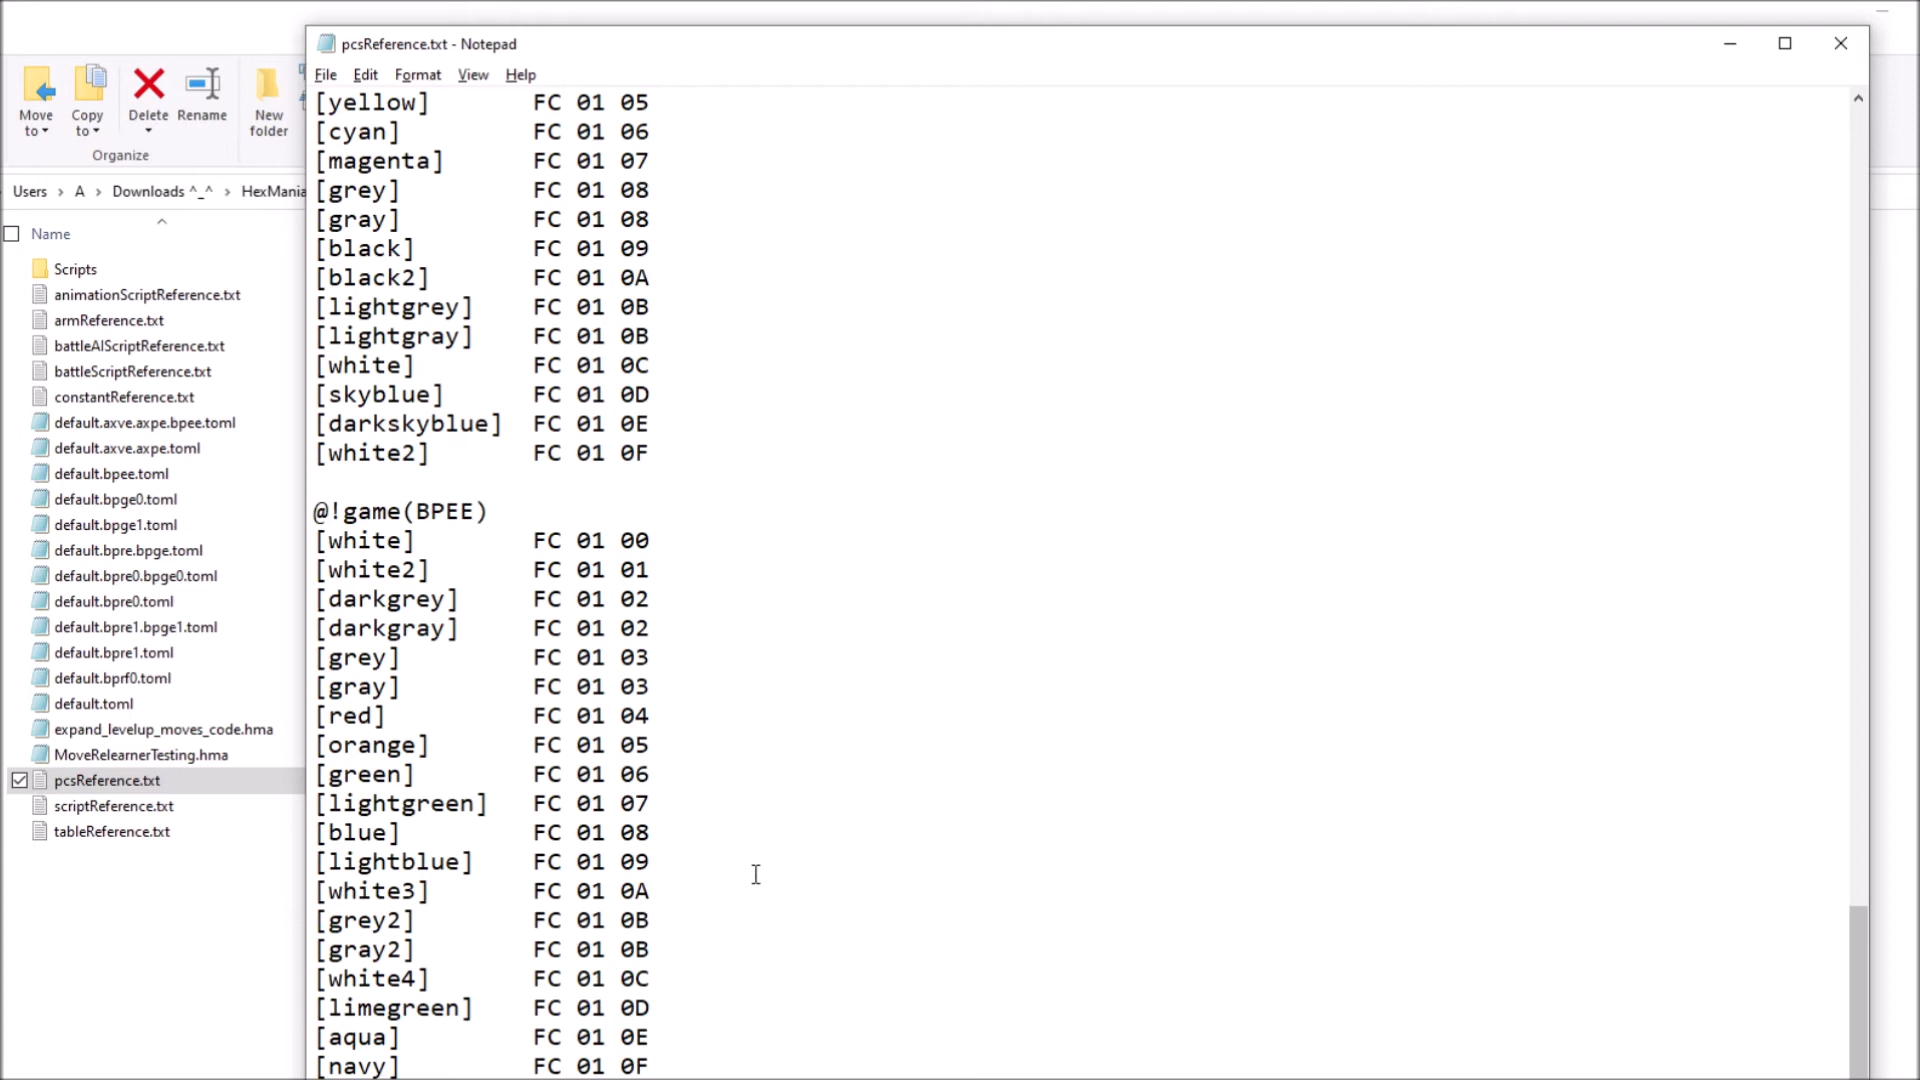 pcsReference.txt - Notepad
File Edit Format View Help
Move to
Copy to
Delete
Rename
New folder
Organize
Users > A > Downloads ^_^ > HexMania
Name
Scripts
animationScriptReference.txt
armReference.txt
battleAIScriptReference.txt
battleScriptReference.txt
constantReference.txt
default.axve.axpe.bpee.toml
default.axve.axpe.toml
default.bpee.toml
default.bpge0.toml
default.bpge1.toml
default.bpre.bpge.toml
default.bpre0.bpge0.toml
default.bpre0.toml
default.bpre1.bpge1.toml
default.bpre1.toml
default.bprf0.toml
default.toml
expand_levelup_moves_code.hma
MoveRelearnerTesting.hma
pcsReference.txt
scriptReference.txt
tableReference.txt
[yellow] FC 01 05
[cyan] FC 01 06
[magenta] FC 01 07
[grey] FC 01 08
[gray] FC 01 08
[black] FC 01 09
[black2] FC 01 0A
[lightgrey] FC 01 0B
[lightgray] FC 01 0B
[white] FC 01 0C
[skyblue] FC 01 0D
[darkskyblue] FC 01 0E
[white2] FC 01 0F
@!game(BPEE)
[white] FC 01 00
[white2] FC 01 01
[darkgrey] FC 01 02
[darkgray] FC 01 02
[grey] FC 01 03
[gray] FC 01 03
[red] FC 01 04
[orange] FC 01 05
[green] FC 01 06
[lightgreen] FC 01 07
[blue] FC 01 08
[lightblue] FC 01 09
[white3] FC 01 0A
[grey2] FC 01 0B
[gray2] FC 01 0B
[white4] FC 01 0C
[limegreen] FC 01 0D
[aqua] FC 01 0E
[navy] FC 01 0F